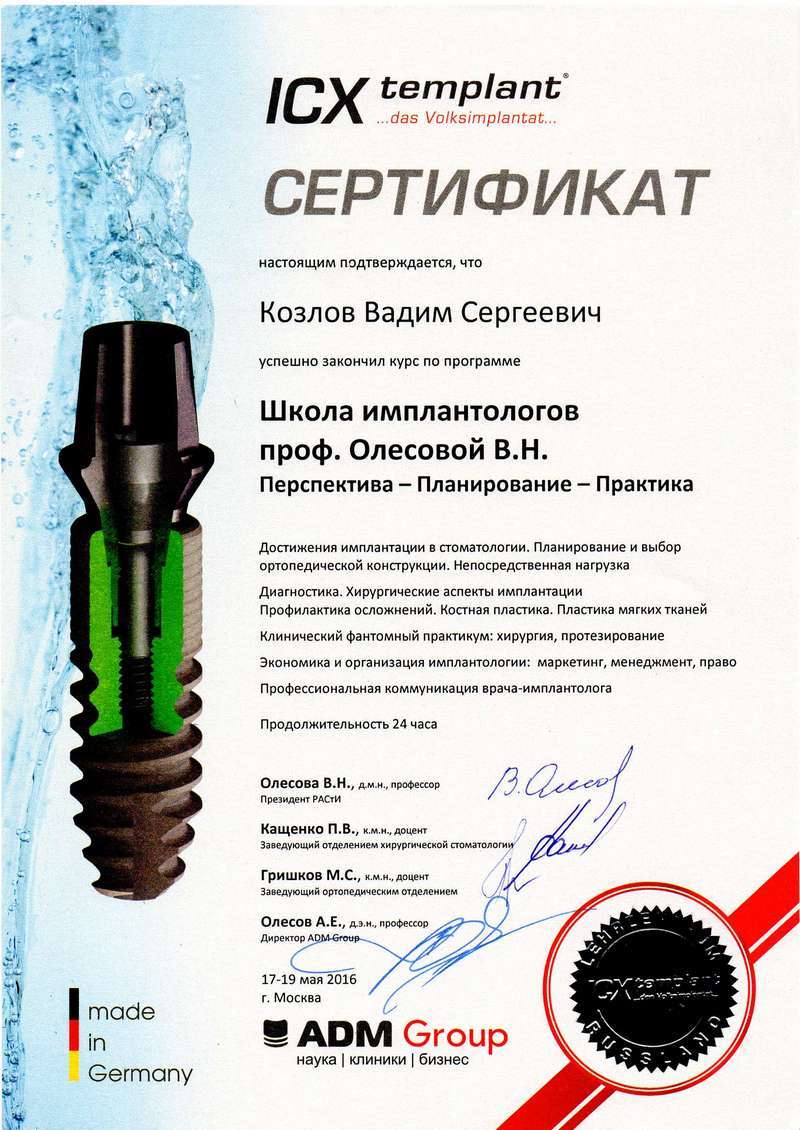 ICX templant®
...das Volksimplantat...
СЕРТИФИКАТ
настоящим подтверждается, что
Козлов Вадим Сергеевич
успешно закончил курс по программе
Школа имплантологов
проф. Олесовой В.Н.
Перспектива – Планирование – Практика
Достижения имплантации в стоматологии. Планирование и выбор
ортопедической конструкции. Непосредственная нагрузка
Диагностика. Хирургические аспекты имплантации
Профилактика осложнений. Костная пластика. Пластика мягких тканей
Клинический фантомный практикум: хирургия, протезирование
Экономика и организация имплантологии: маркетинг, менеджмент, право
Профессиональная коммуникация врача-имплантолога
Продолжительность 24 часа
Олесова В.Н., д.м.н., профессор
Президент РАСтИ
Кащенко П.В., к.м.н., доцент
Заведующий отделением хирургической стоматологии
Гришков М.С., к.м.н., доцент
Заведующий ортопедическим отделением
Олесов А.Е., д.э.н., профессор
Директор ADM Group
17-19 мая 2016
г. Москва
made
in
Germany
ADM Group
наука | клиники | бизнес
ICX templant
RUSSLAND